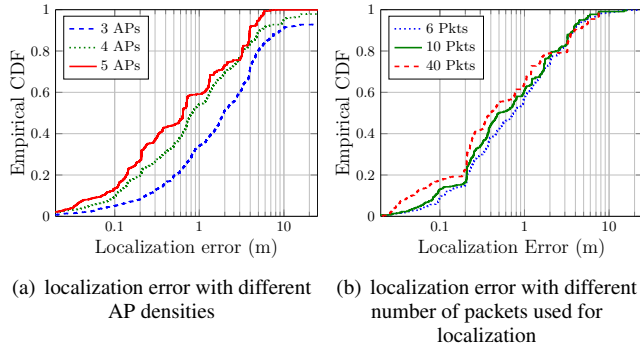 1
0.8
0.6
0.4
0.2
0
Empirical CDF
3 APs
4 APs
5 APs
0.1
1
10
Localization error (m)
(a) localization error with different
AP densities
1
0.8
0.6
0.4
0.2
0
Empirical CDF
6 Pkts
10 Pkts
40 Pkts
0.1
1
10
Localization Error (m)
(b) localization error with different
number of packets used for
localization